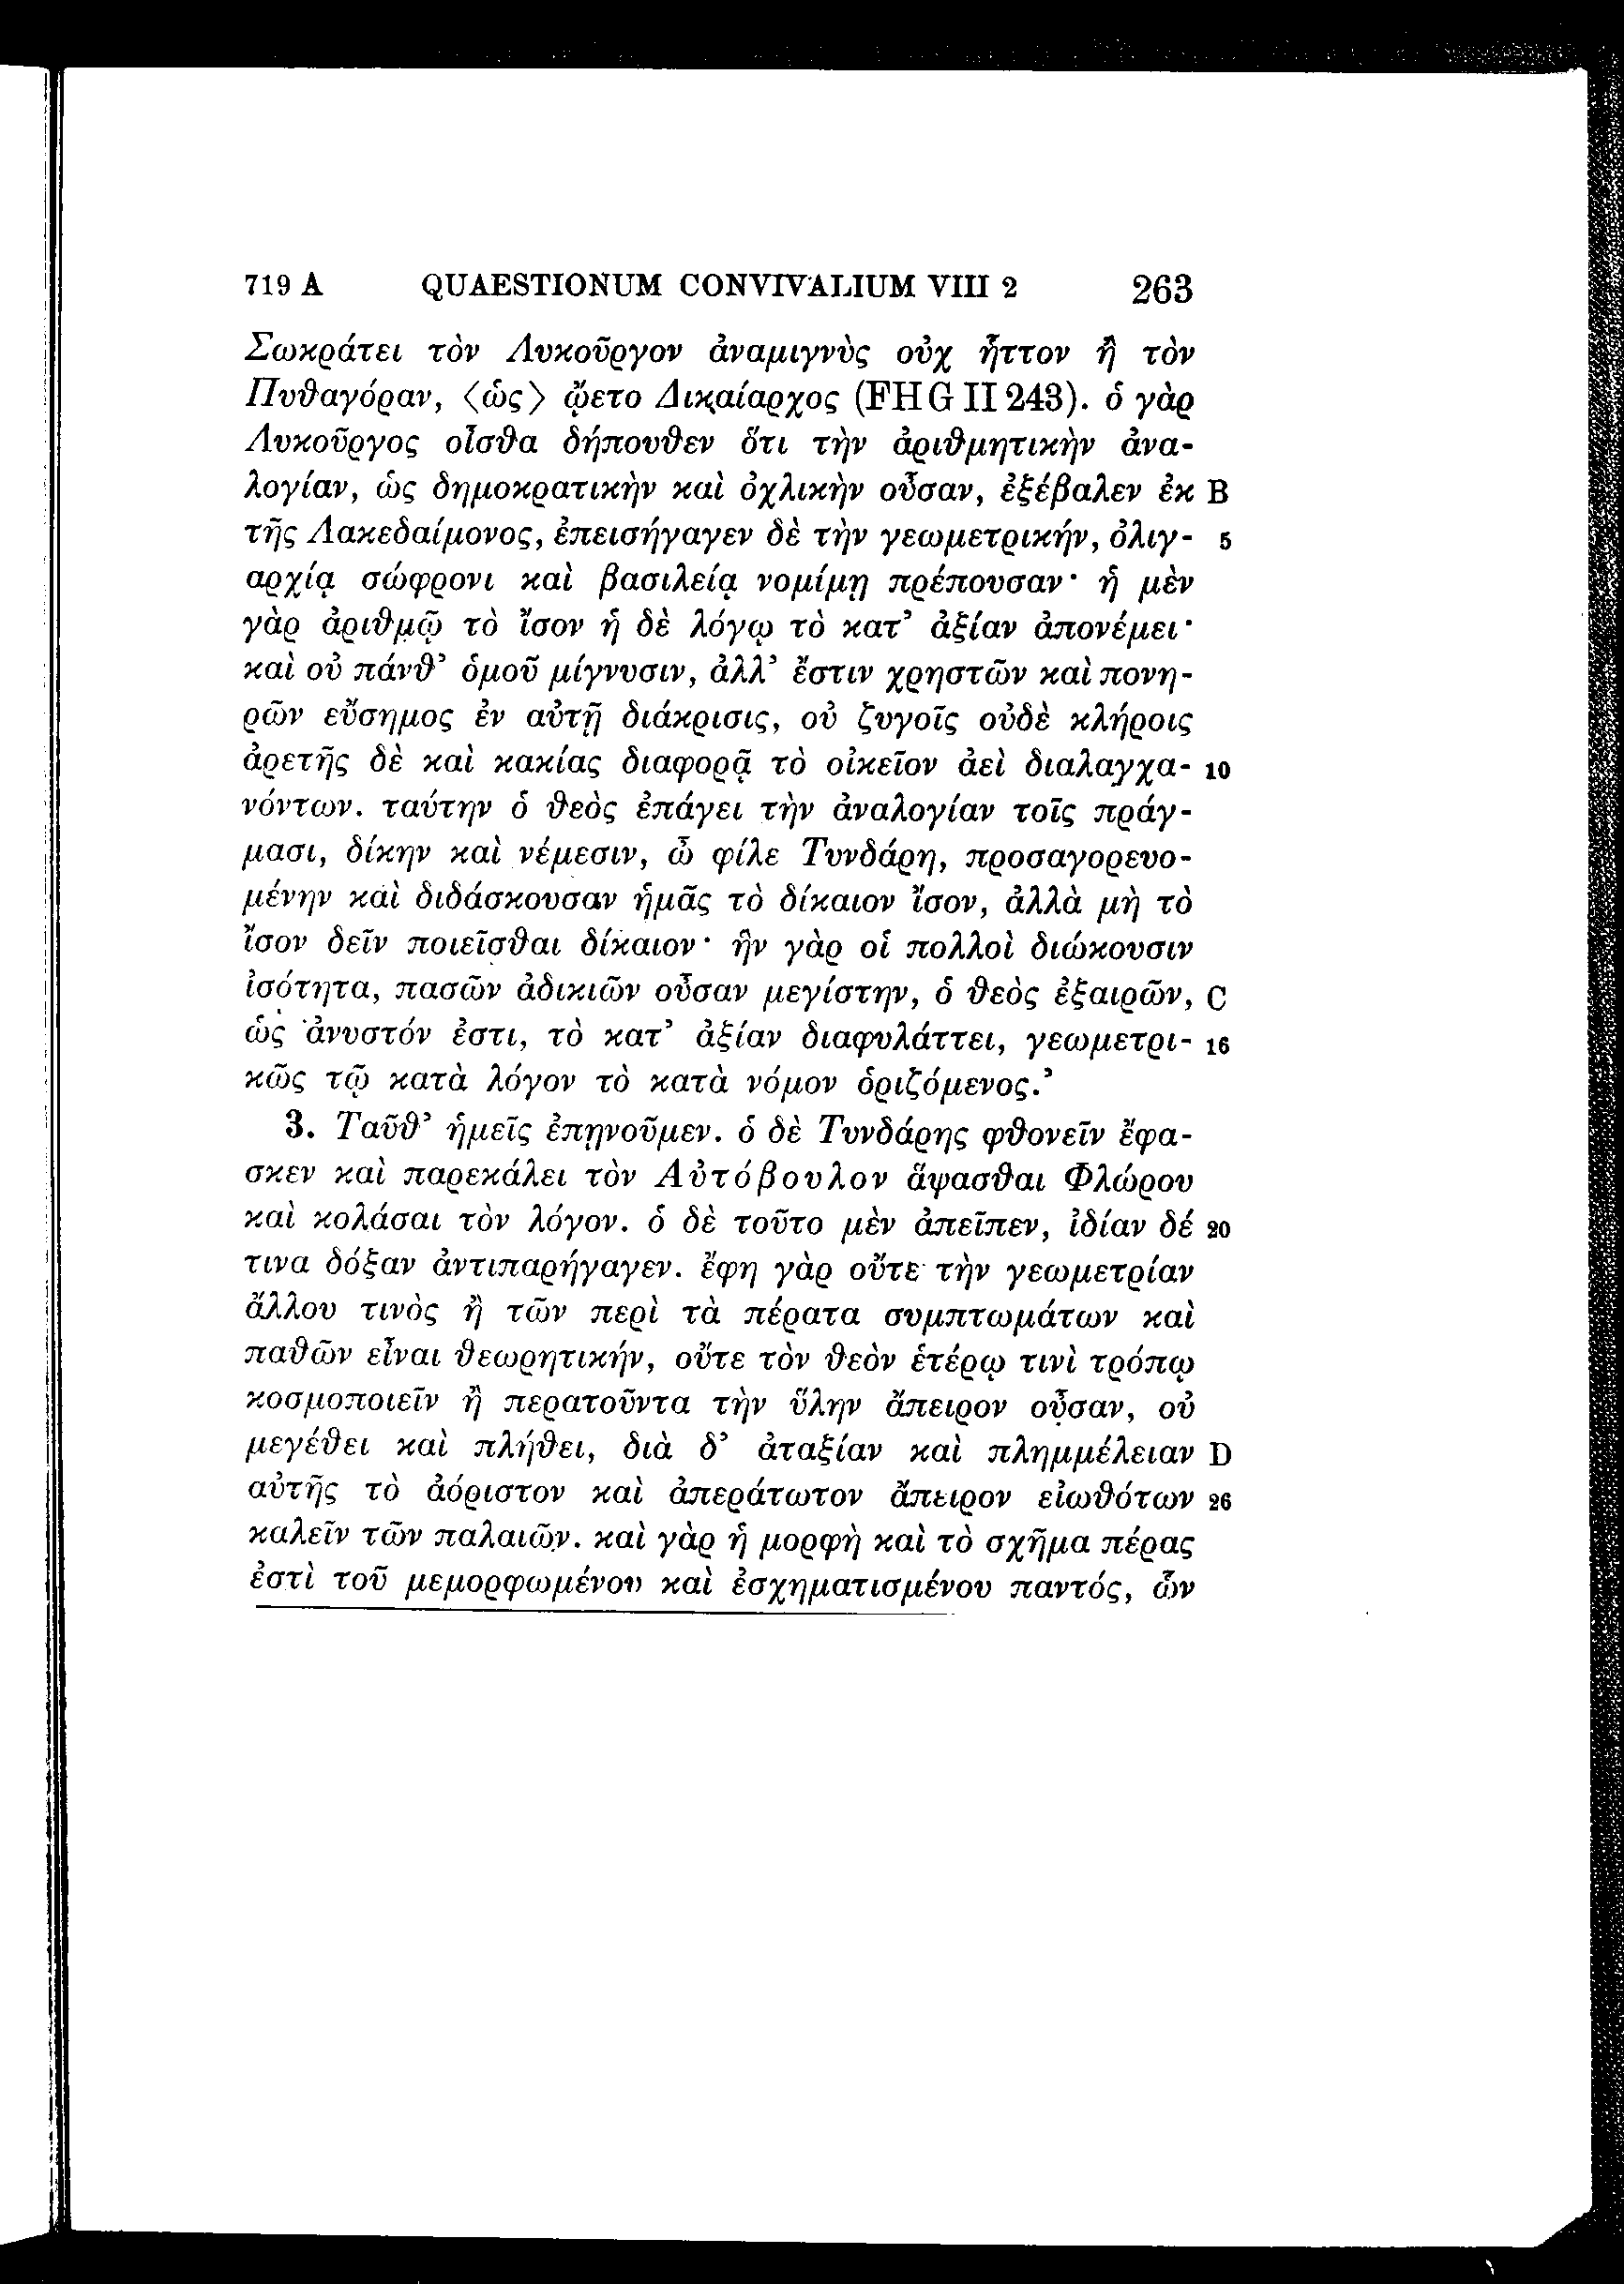 719 A QUAESTIONUM CONVIVALIUM VIII 2 263
Σωκράτει τὸν Λυκοῦργον ἀναμιγνὺς οὐχ ἧττον ἢ τὸν
Πυθαγόραν, 〈ὡς〉 ᾤετο Δικαίαρχος (FHG II 243). ὁ γὰρ
Λυκοῦργος οἶσθα δήπουθεν ὅτι τὴν ἀριθμητικὴν ἀνα-
λογίαν, ὡς δημοκρατικὴν καὶ ὀχλικὴν οὖσαν, ἐξέβαλεν ἐκ B
τῆς Λακεδαίμονος, ἐπεισήγαγεν δὲ τὴν γεωμετρικήν, ὀλιγ- 5
αρχίᾳ σώφρονι καὶ βασιλείᾳ νομίμῃ πρέπουσαν· ἡ μὲν
γὰρ ἀριθμῷ τὸ ἴσον ἡ δὲ λόγῳ τὸ κατ’ ἀξίαν ἀπονέμει·
καὶ οὐ πάνθ’ ὁμοῦ μίγνυσιν, ἀλλ’ ἔστιν χρηστῶν καὶ πονη-
ρῶν εὔσημος ἐν αὐτῇ διάκρισις, οὐ ζυγοῖς οὐδὲ κλήροις
ἀρετῆς δὲ καὶ κακίας διαφορᾷ τὸ οἰκεῖον ἀεὶ διαλαγχα- 10
νόντων. ταύτην ὁ θεὸς ἐπάγει τὴν ἀναλογίαν τοῖς πράγ-
μασι, δίκην καὶ νέμεσιν, ὦ φίλε Τυνδάρη, προσαγορευο-
μένην καὶ διδάσκουσαν ἡμᾶς τὸ δίκαιον ἴσον, ἀλλὰ μὴ τὸ
ἴσον δεῖν ποιεῖσθαι δίκαιον· ἣν γὰρ οἱ πολλοὶ διώκουσιν
ἰσότητα, πασῶν ἀδικιῶν οὖσαν μεγίστην, ὁ θεὸς ἐξαιρῶν, C
ὡς ἀνυστόν ἐστι, τὸ κατ’ ἀξίαν διαφυλάττει, γεωμετρι- 16
κῶς τῷ κατὰ λόγον τὸ κατὰ νόμον ὁριζόμενος.’
3. Ταῦθ’ ἡμεῖς ἐπῃνοῦμεν. ὁ δὲ Τυνδάρης φθονεῖν ἔφα-
σκεν καὶ παρεκάλει τὸν Αὐτόβουλον ἅψασθαι Φλώρου
καὶ κολάσαι τὸν λόγον. ὁ δὲ τοῦτο μὲν ἀπεῖπεν, ἰδίαν δέ 20
τινα δόξαν ἀντιπαρήγαγεν. ἔφη γὰρ οὔτε τὴν γεωμετρίαν
ἄλλου τινὸς ἢ τῶν περὶ τὰ πέρατα συμπτωμάτων καὶ
παθῶν εἶναι θεωρητικήν, οὔτε τὸν θεὸν ἑτέρῳ τινὶ τρόπῳ
κοσμοποιεῖν ἢ περατοῦντα τὴν ὕλην ἄπειρον οὖσαν, οὐ
μεγέθει καὶ πλήθει, διὰ δ’ ἀταξίαν καὶ πλημμέλειαν D
αὐτῆς τὸ ἀόριστον καὶ ἀπεράτωτον ἄπειρον εἰωθότων 26
καλεῖν τῶν παλαιῶν. καὶ γὰρ ἡ μορφὴ καὶ τὸ σχῆμα πέρας
ἐστὶ τοῦ μεμορφωμένου καὶ ἐσχηματισμένου παντός, ὧν